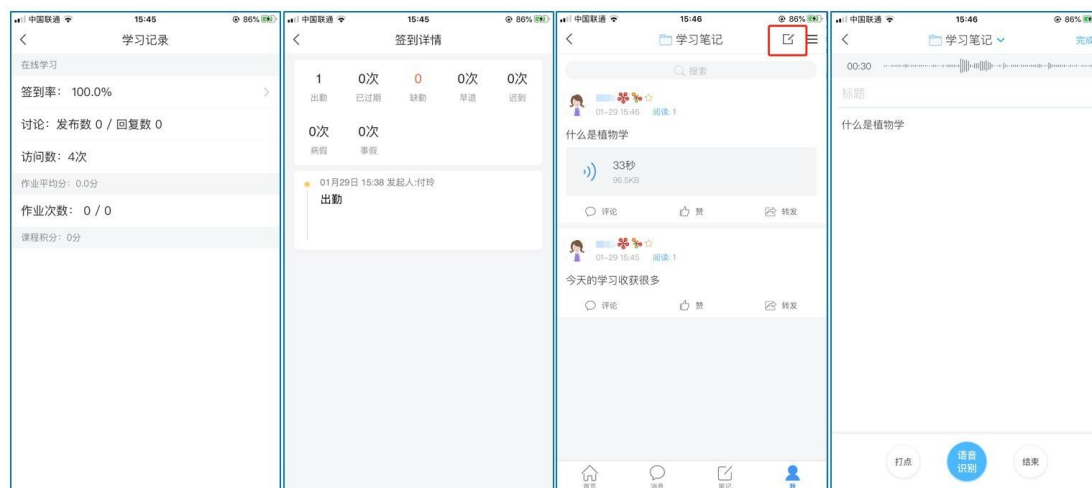 中国联通
15:45
86%
学习记录
在线学习
签到率： 100.0%
讨论：发布数 0 / 回复数 0
访问数：4次
作业平均分：0.0分
作业次数： 0 / 0
课程积分：0分
中国联通
15:45
86%
签到详情
1 0次 0 0次 0次
出勤 已过期 缺勤 早退 迟到
0次 0次
病假 事假
01月29日 15:38 发起人:付玲
出勤
中国联通
15:46
86%
学习笔记
搜索
01-29 15:46 阅读: 1
什么是植物学
33秒
96.5KB
评论 赞 转发
01-29 15:45 阅读: 1
今天的学习收获很多
评论 赞 转发
首页 消息 笔记 我
中国联通
15:46
86%
学习笔记
完成
00:30
标题
什么是植物学
打点
语音
识别
结束